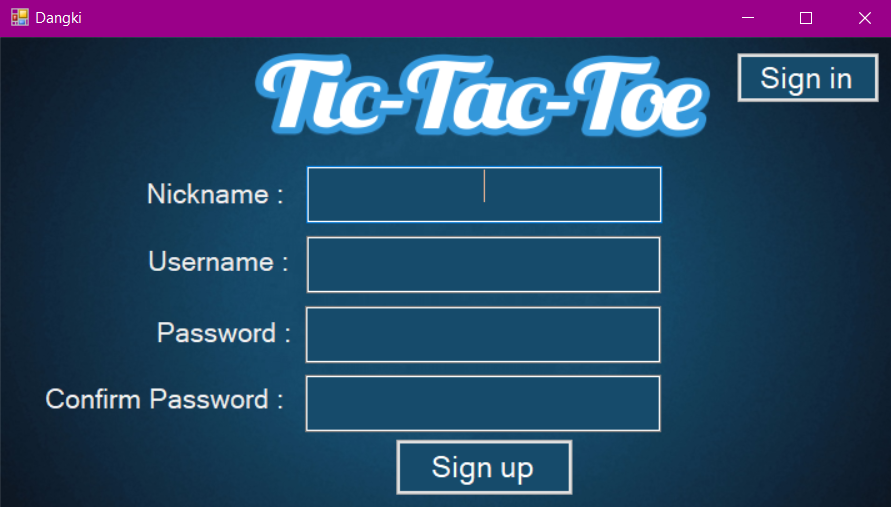 Dangki
Tic-Tac-Toe
Sign in
Nickname :
Username :
Password :
Confirm Password :
Sign up